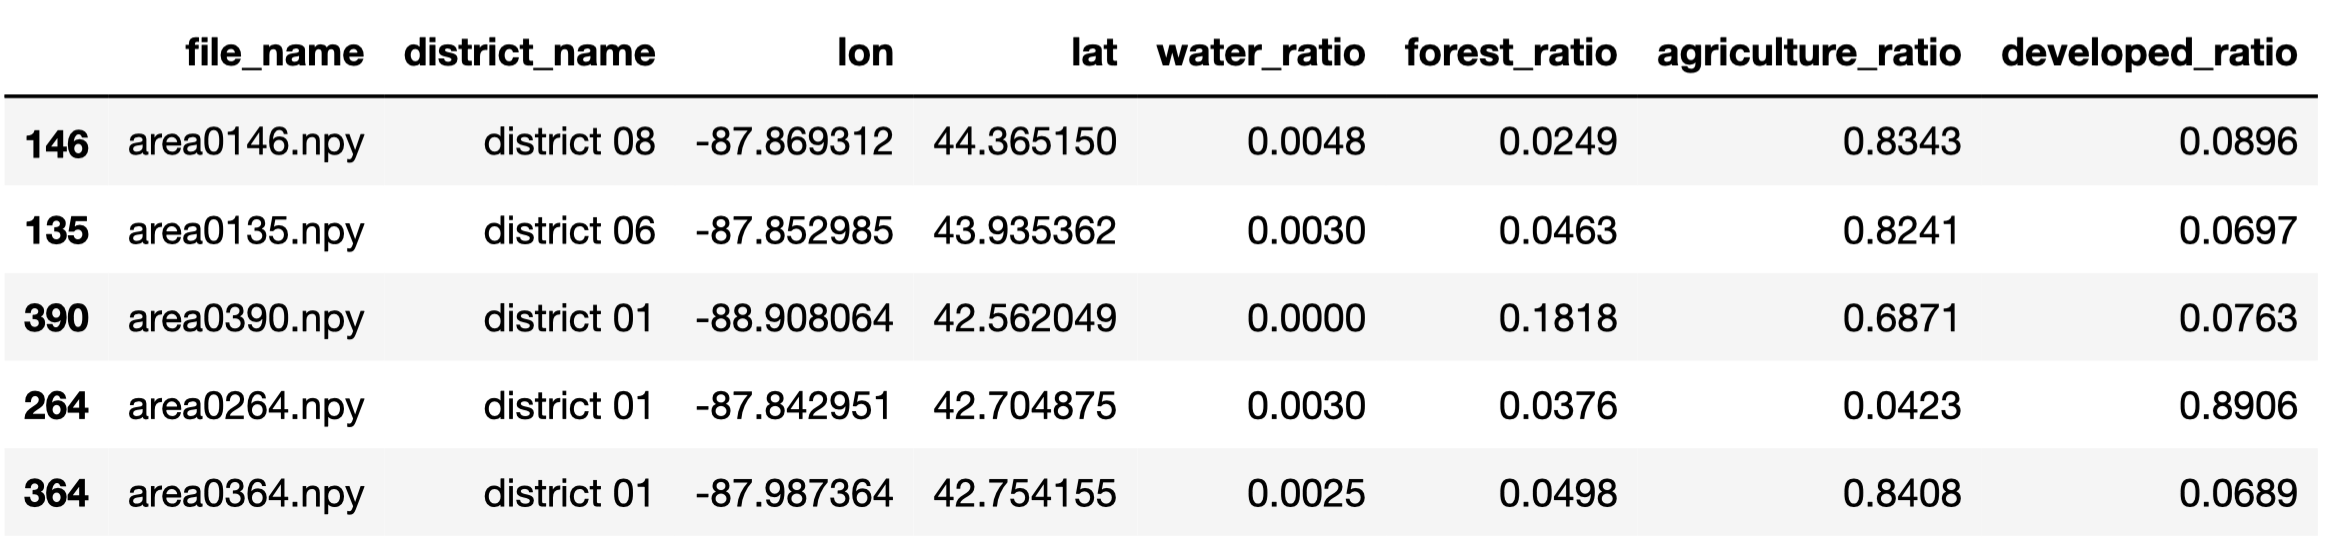 file_name district_name lon lat water_ratio forest_ratio agriculture_ratio developed_ratio
146 area0146.npy district 08 -87.869312 44.365150 0.0048 0.0249 0.8343 0.0896
135 area0135.npy district 06 -87.852985 43.935362 0.0030 0.0463 0.8241 0.0697
390 area0390.npy district 01 -88.908064 42.562049 0.0000 0.1818 0.6871 0.0763
264 area0264.npy district 01 -87.842951 42.704875 0.0030 0.0376 0.0423 0.8906
364 area0364.npy district 01 -87.987364 42.754155 0.0025 0.0498 0.8408 0.0689